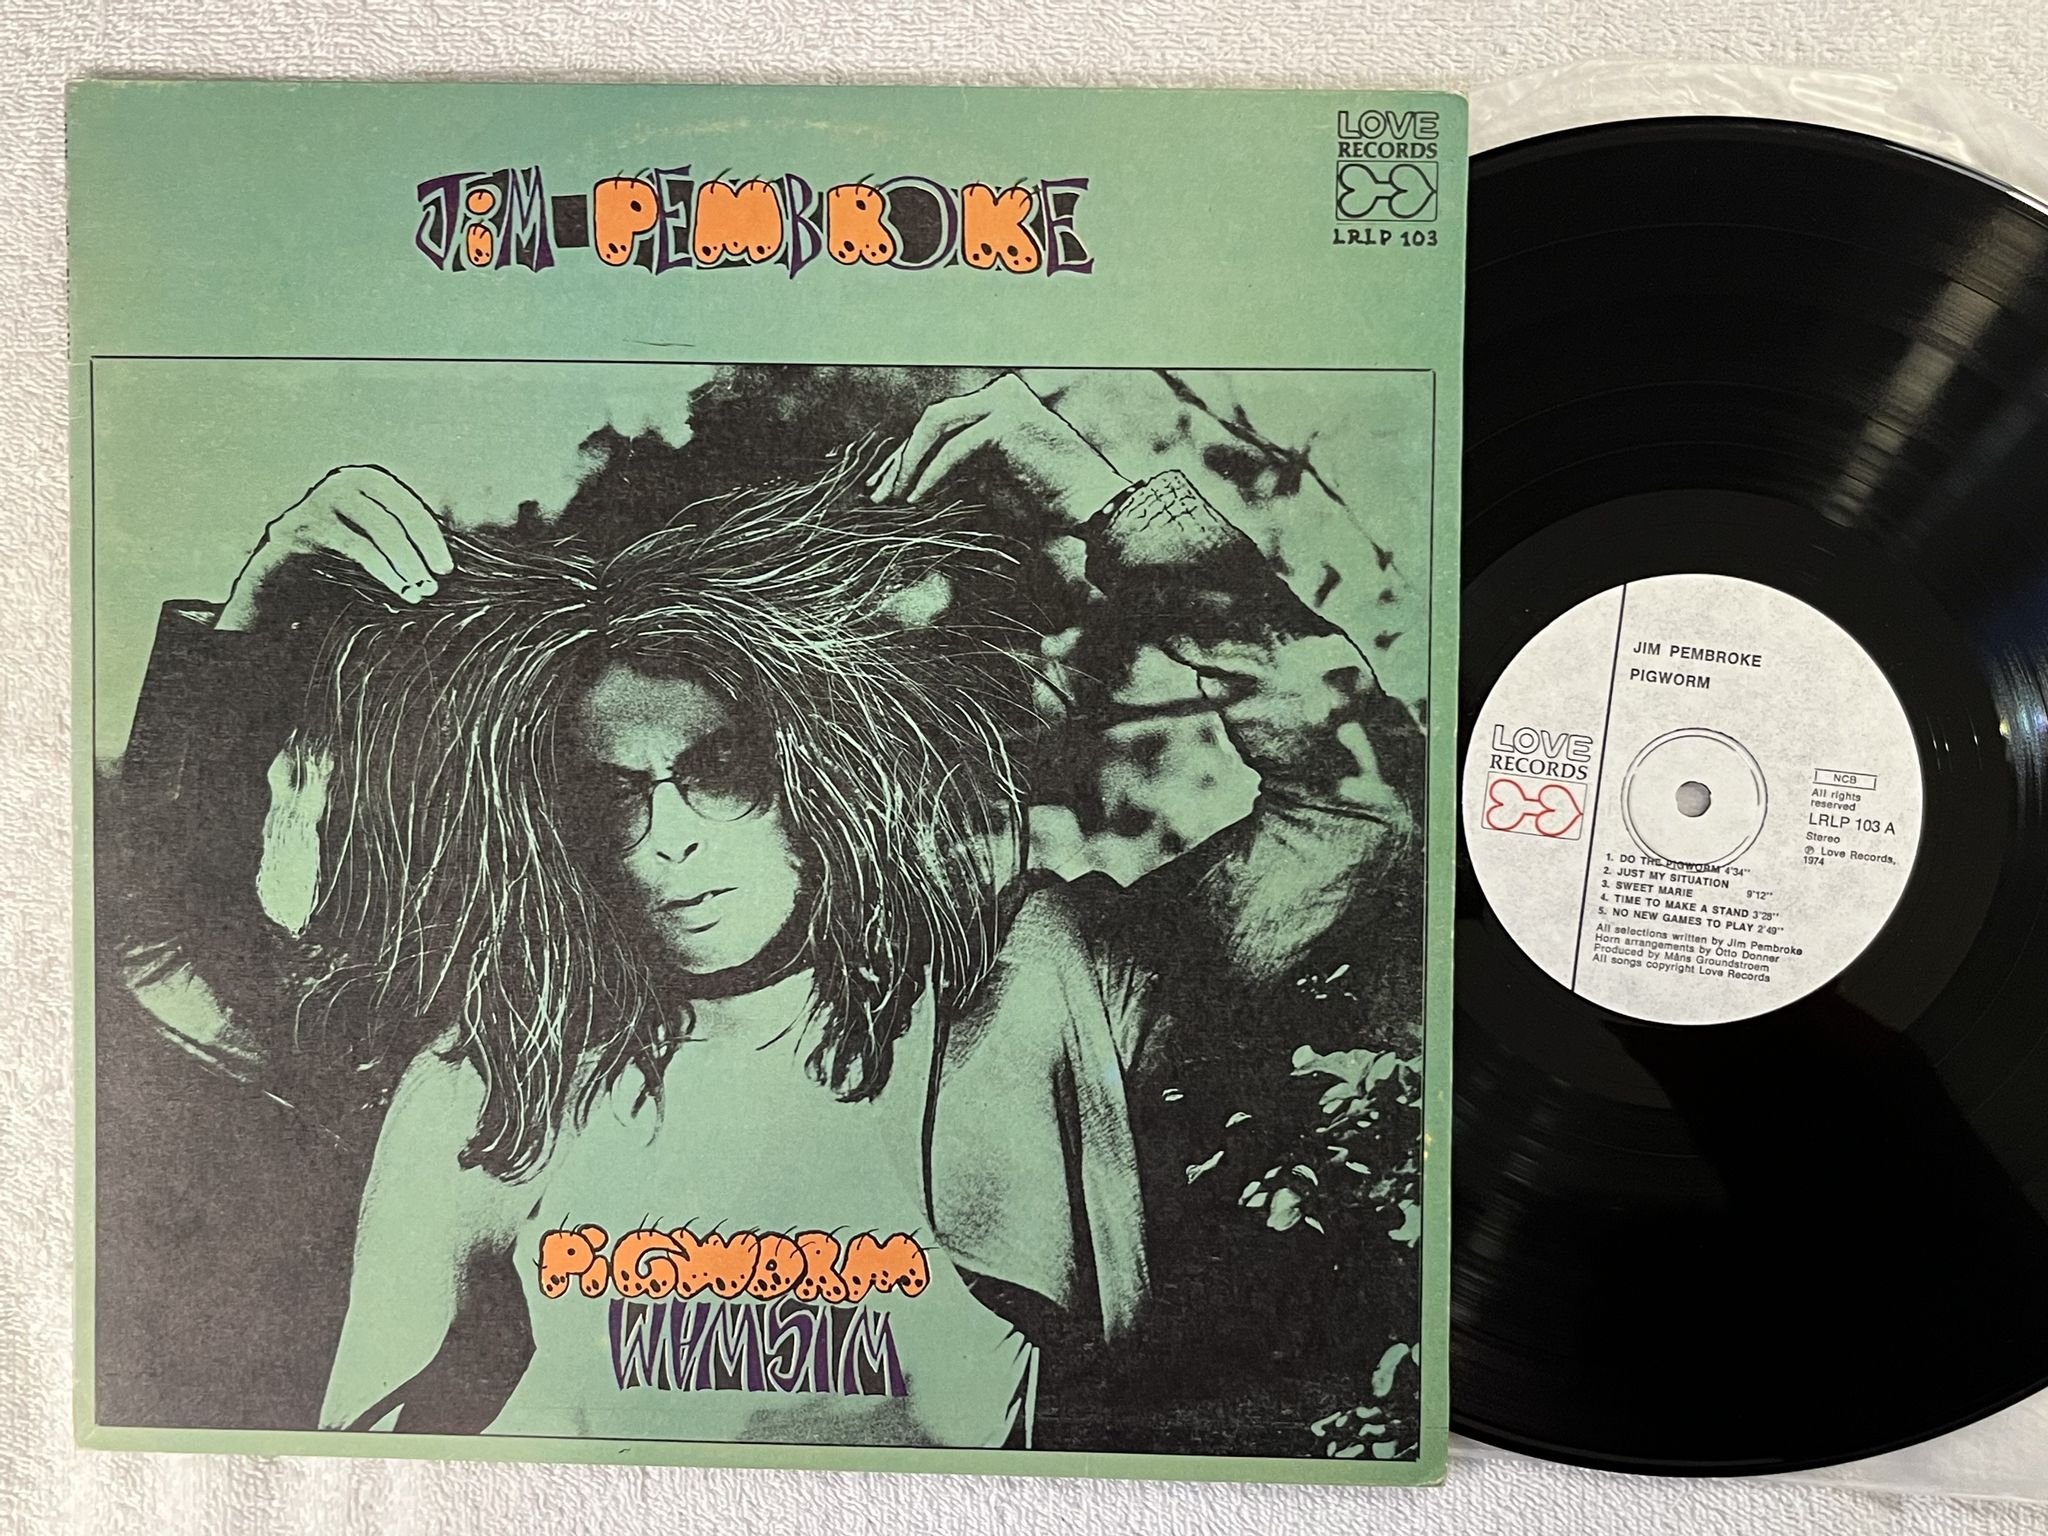 JiM PEMBROKE
LOVE
RECORDS
LRLP 103
PiGWORM
JIM PEMBROKE
PIGWORM
LOVE
RECORDS
NCB
All rights
reserved
LRLP 103 A
Stereo
℗ Love Records,
1974
1. DO THE PIGWORM 4'34"
2. JUST MY SITUATION
3. SWEET MARIE 9'12"
4. TIME TO MAKE A STAND 3'28"
5. NO NEW GAMES TO PLAY 2'49"
All selections written by Jim Pembroke
Horn arrangements by Otto Donner
Produced by Måns Groundstroem
All songs copyright Love Records